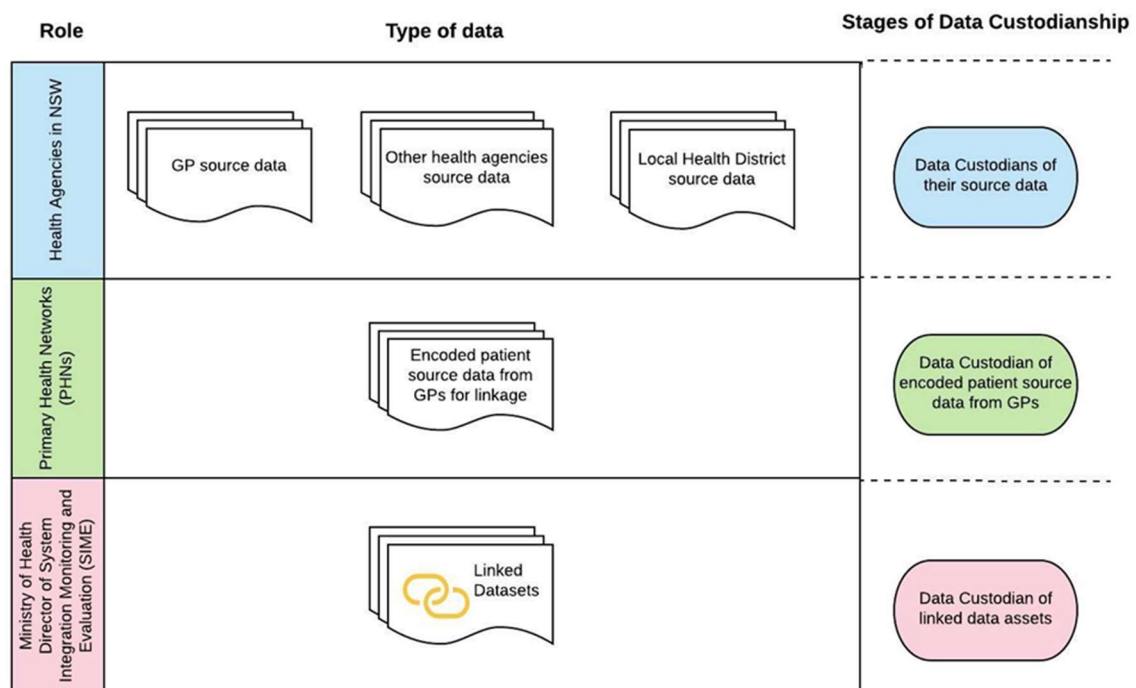 Role
Type of data
Stages of Data Custodianship
Health Agencies in NSW
GP source data
Other health agencies
source data
Local Health District
source data
Data Custodians of
their source data
Primary Health Networks
(PHNs)
Encoded patient
source data from
GPs for linkage
Data Custodian of
encoded patient source
data from GPs
Ministry of Health
Director of System
Integration Monitoring and
Evaluation (SIME)
Linked
Datasets
Data Custodian of
linked data assets